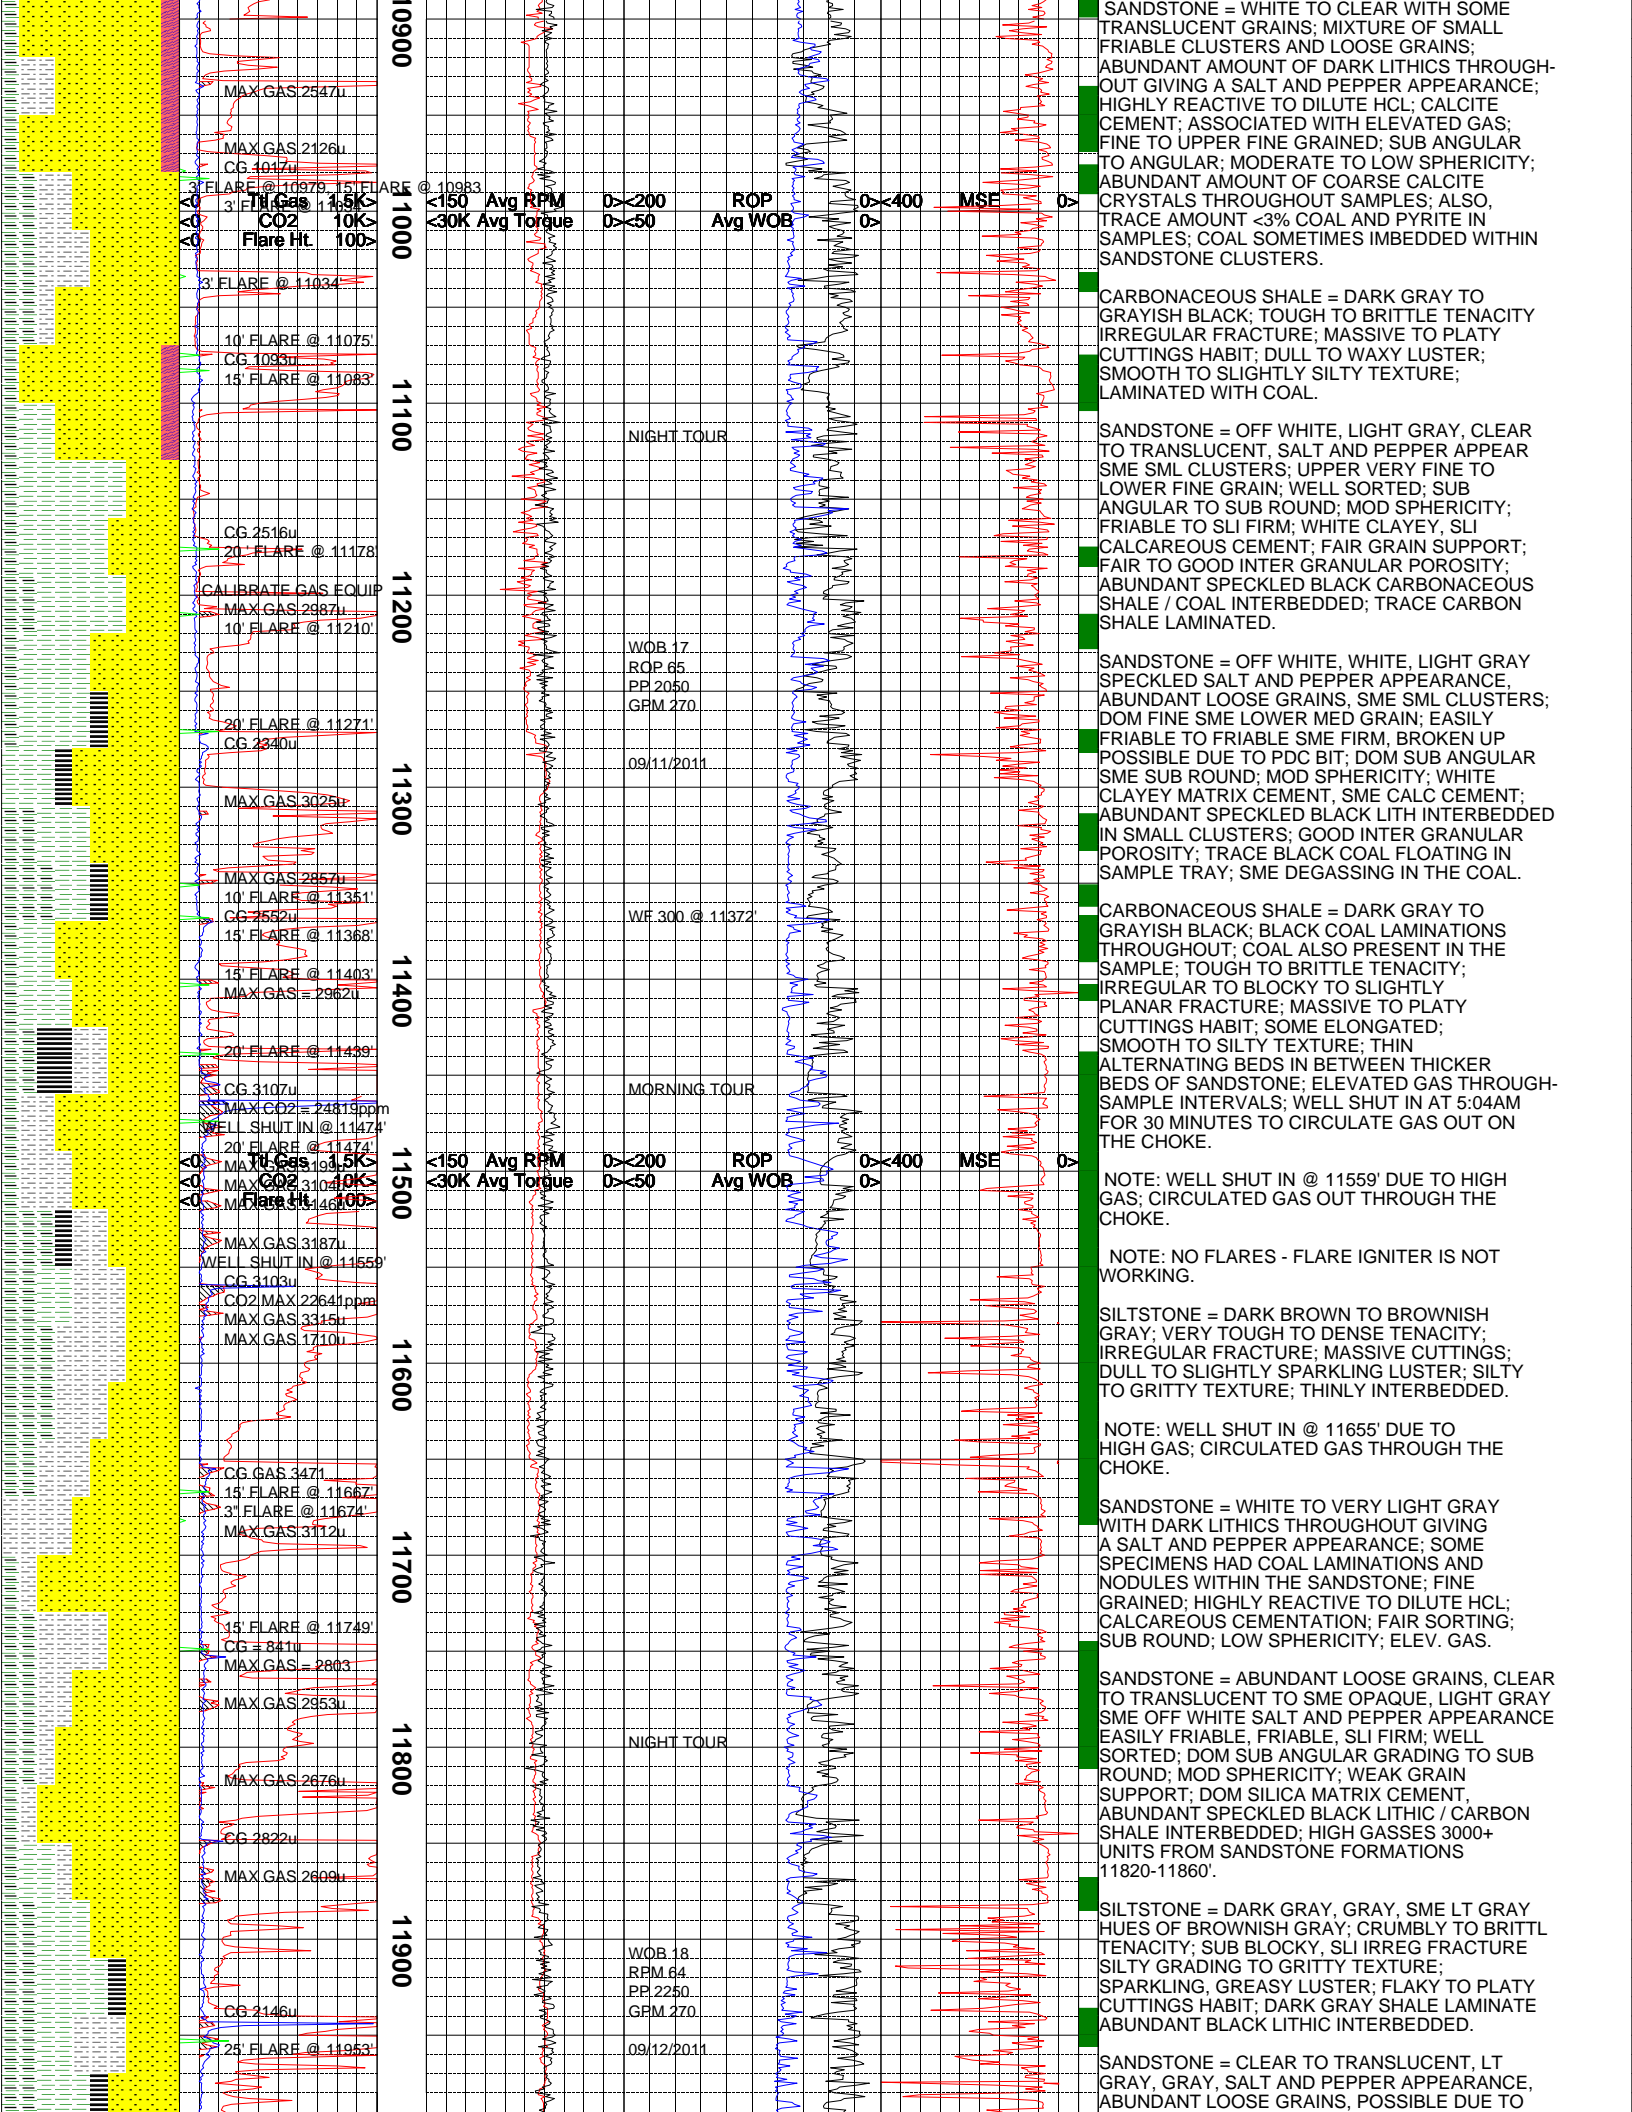 10900
MAX GAS 2547u
MAX GAS 2126u
CG 1017u
3' FLARE @ 10979, 15' FLARE @ 10983
<0 Ttl Gas 1.5K>
<0 CO2 10K>
<0 Flare Ht. 100>
<150 Avg RPM 0>
<30K Avg Torque 0>
<200 ROP 0>
<50 Avg WOB 0>
<400 MSE 0>
11000
3' FLARE @ 11034'
10' FLARE @ 11075'
CG 1093u
15' FLARE @ 11083'
11100
NIGHT TOUR
CG 2516u
20 ' FLARE @ 11178'
CALIBRATE GAS EQUIP
MAX GAS 2987u
10' FLARE @ 11210'
11200
WOB 17
ROP 65
PP 2050
GPM 270
20' FLARE @ 11271'
CG 2340u
09/11/2011
MAX GAS 3025u
11300
MAX GAS 2857u
10' FLARE @ 11351'
CG 2552u
15' FLARE @ 11368'
WF 300 @ 11372'
15' FLARE @ 11403'
MAX GAS = 2962u
11400
20' FLARE @ 11439'
CG 3107u
MORNING TOUR
MAX CO2 = 24819ppm
WELL SHUT IN @ 11474'
20' FLARE @ 11474'
<0 Ttl Gas 1.5K>
<0 CO2 10K>
<0 Flare Ht. 100>
MAX GAS 3146u
<150 Avg RPM 0>
<30K Avg Torque 0>
<200 ROP 0>
<50 Avg WOB 0>
<400 MSE 0>
11500
MAX GAS 3187u
WELL SHUT IN @ 11559'
CG 3103u
CO2 MAX 22641ppm
MAX GAS 3315u
MAX GAS 1710u
11600
CG GAS 3471
15' FLARE @ 11667'
3" FLARE @ 11674'
MAX GAS 3112u
11700
15' FLARE @ 11749'
CG = 841u
MAX GAS = 2803
MAX GAS 2953u
NIGHT TOUR
11800
MAX GAS 2676u
CG 2822u
MAX GAS 2609u
11900
WOB 18
RPM 64
PP 2250
GPM 270
CG 2146u
25' FLARE @ 11953'
09/12/2011
SANDSTONE = WHITE TO CLEAR WITH SOME
TRANSLUCENT GRAINS; MIXTURE OF SMALL
FRIABLE CLUSTERS AND LOOSE GRAINS;
ABUNDANT AMOUNT OF DARK LITHICS THROUGH-
OUT GIVING A SALT AND PEPPER APPEARANCE;
HIGHLY REACTIVE TO DILUTE HCL; CALCITE
CEMENT; ASSOCIATED WITH ELEVATED GAS;
FINE TO UPPER FINE GRAINED; SUB ANGULAR
TO ANGULAR; MODERATE TO LOW SPHERICITY;
ABUNDANT AMOUNT OF COARSE CALCITE
CRYSTALS THROUGHOUT SAMPLES; ALSO,
TRACE AMOUNT <3% COAL AND PYRITE IN
SAMPLES; COAL SOMETIMES IMBEDDED WITHIN
SANDSTONE CLUSTERS.
CARBONACEOUS SHALE = DARK GRAY TO
GRAYISH BLACK; TOUGH TO BRITTLE TENACITY
IRREGULAR FRACTURE; MASSIVE TO PLATY
CUTTINGS HABIT; DULL TO WAXY LUSTER;
SMOOTH TO SLIGHTLY SILTY TEXTURE;
LAMINATED WITH COAL.
SANDSTONE = OFF WHITE, LIGHT GRAY, CLEAR
TO TRANSLUCENT, SALT AND PEPPER APPEAR
SME SML CLUSTERS; UPPER VERY FINE TO
LOWER FINE GRAIN; WELL SORTED; SUB
ANGULAR TO SUB ROUND; MOD SPHERICITY;
FRIABLE TO SLI FIRM; WHITE CLAYEY, SLI
CALCAREOUS CEMENT; FAIR GRAIN SUPPORT;
FAIR TO GOOD INTER GRANULAR POROSITY;
ABUNDANT SPECKLED BLACK CARBONACEOUS
SHALE / COAL INTERBEDDED; TRACE CARBON
SHALE LAMINATED.
SANDSTONE = OFF WHITE, WHITE, LIGHT GRAY
SPECKLED SALT AND PEPPER APPEARANCE,
ABUNDANT LOOSE GRAINS, SME SML CLUSTERS;
DOM FINE SME LOWER MED GRAIN; EASILY
FRIABLE TO FRIABLE SME FIRM, BROKEN UP
POSSIBLE DUE TO PDC BIT; DOM SUB ANGULAR
SME SUB ROUND; MOD SPHERICITY; WHITE
CLAYEY MATRIX CEMENT, SME CALC CEMENT;
ABUNDANT SPECKLED BLACK LITH INTERBEDDED
IN SMALL CLUSTERS; GOOD INTER GRANULAR
POROSITY; TRACE BLACK COAL FLOATING IN
SAMPLE TRAY; SME DEGASSING IN THE COAL.
CARBONACEOUS SHALE = DARK GRAY TO
GRAYISH BLACK; BLACK COAL LAMINATIONS
THROUGHOUT; COAL ALSO PRESENT IN THE
SAMPLE; TOUGH TO BRITTLE TENACITY;
IRREGULAR TO BLOCKY TO SLIGHTLY
PLANAR FRACTURE; MASSIVE TO PLATY
CUTTINGS HABIT; SOME ELONGATED;
SMOOTH TO SILTY TEXTURE; THIN
ALTERNATING BEDS IN BETWEEN THICKER
BEDS OF SANDSTONE; ELEVATED GAS THROUGH-
SAMPLE INTERVALS; WELL SHUT IN AT 5:04AM
FOR 30 MINUTES TO CIRCULATE GAS OUT ON
THE CHOKE.
NOTE: WELL SHUT IN @ 11559' DUE TO HIGH
GAS; CIRCULATED GAS OUT THROUGH THE
CHOKE.
NOTE: NO FLARES - FLARE IGNITER IS NOT
WORKING.
SILTSTONE = DARK BROWN TO BROWNISH
GRAY; VERY TOUGH TO DENSE TENACITY;
IRREGULAR FRACTURE; MASSIVE CUTTINGS;
DULL TO SLIGHTLY SPARKLING LUSTER; SILTY
TO GRITTY TEXTURE; THINLY INTERBEDDED.
NOTE: WELL SHUT IN @ 11655' DUE TO
HIGH GAS; CIRCULATED GAS THROUGH THE
CHOKE.
SANDSTONE = WHITE TO VERY LIGHT GRAY
WITH DARK LITHICS THROUGHOUT GIVING
A SALT AND PEPPER APPEARANCE; SOME
SPECIMENS HAD COAL LAMINATIONS AND
NODULES WITHIN THE SANDSTONE; FINE
GRAINED; HIGHLY REACTIVE TO DILUTE HCL;
CALCAREOUS CEMENTATION; FAIR SORTING;
SUB ROUND; LOW SPHERICITY; ELEV. GAS.
SANDSTONE = ABUNDANT LOOSE GRAINS, CLEAR
TO TRANSLUCENT TO SME OPAQUE, LIGHT GRAY
SME OFF WHITE SALT AND PEPPER APPEARANCE
EASILY FRIABLE, FRIABLE, SLI FIRM; WELL
SORTED; DOM SUB ANGULAR GRADING TO SUB
ROUND; MOD SPHERICITY; WEAK GRAIN
SUPPORT; DOM SILICA MATRIX CEMENT,
ABUNDANT SPECKLED BLACK LITHIC / CARBON
SHALE INTERBEDDED; HIGH GASSES 3000+
UNITS FROM SANDSTONE FORMATIONS
11820-11860'.
SILTSTONE = DARK GRAY, GRAY, SME LT GRAY
HUES OF BROWNISH GRAY; CRUMBLY TO BRITTL
TENACITY; SUB BLOCKY, SLI IRREG FRACTURE
SILTY GRADING TO GRITTY TEXTURE;
SPARKLING, GREASY LUSTER; FLAKY TO PLATY
CUTTINGS HABIT; DARK GRAY SHALE LAMINATE
ABUNDANT BLACK LITHIC INTERBEDDED.
SANDSTONE = CLEAR TO TRANSLUCENT, LT
GRAY, GRAY, SALT AND PEPPER APPEARANCE,
ABUNDANT LOOSE GRAINS, POSSIBLE DUE TO